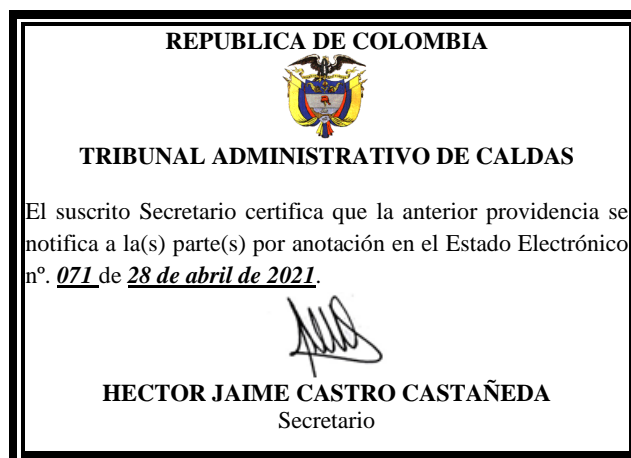 REPUBLICA DE COLOMBIA
TRIBUNAL ADMINISTRATIVO DE CALDAS
El suscrito Secretario certifica que la anterior providencia se
notifica a la(s) parte(s) por anotación en el Estado Electrónico
nº. 071 de 28 de abril de 2021.
HECTOR JAIME CASTRO CASTAÑEDA
Secretario